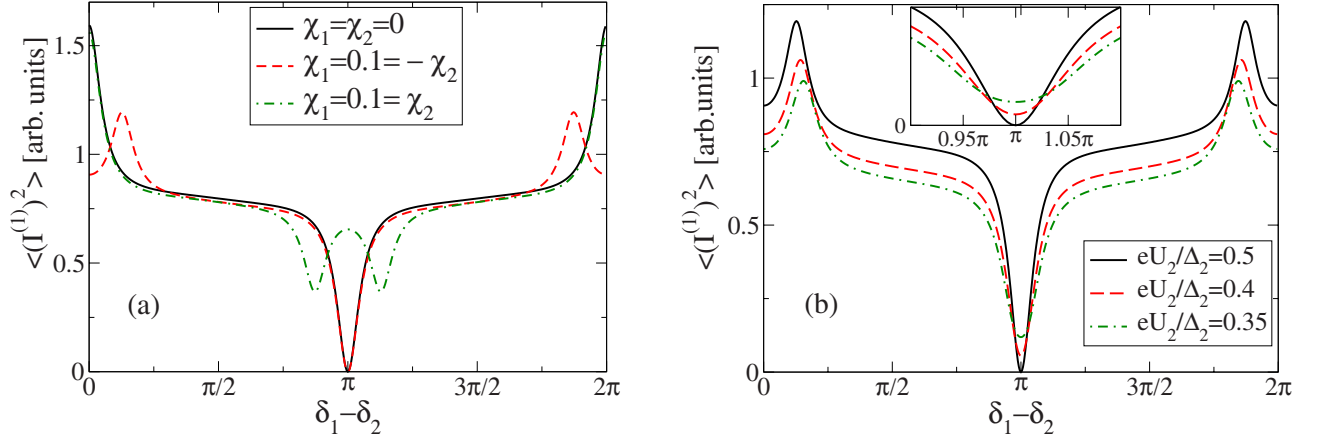 χ₁=χ₂=0
χ₁=0.1= − χ₂
χ₁=0.1= χ₂
<(I⁽¹⁾)²> [arb. units]
1.5
1
0.5
0
(a)
0 π/2 π 3π/2 2π
δ₁−δ₂
<(I⁽¹⁾)²> [arb.units]
1
0.5
0
0
0.95π π 1.05π
eU₂/Δ₂=0.5
eU₂/Δ₂=0.4
eU₂/Δ₂=0.35
(b)
0 π/2 π 3π/2 2π
δ₁−δ₂